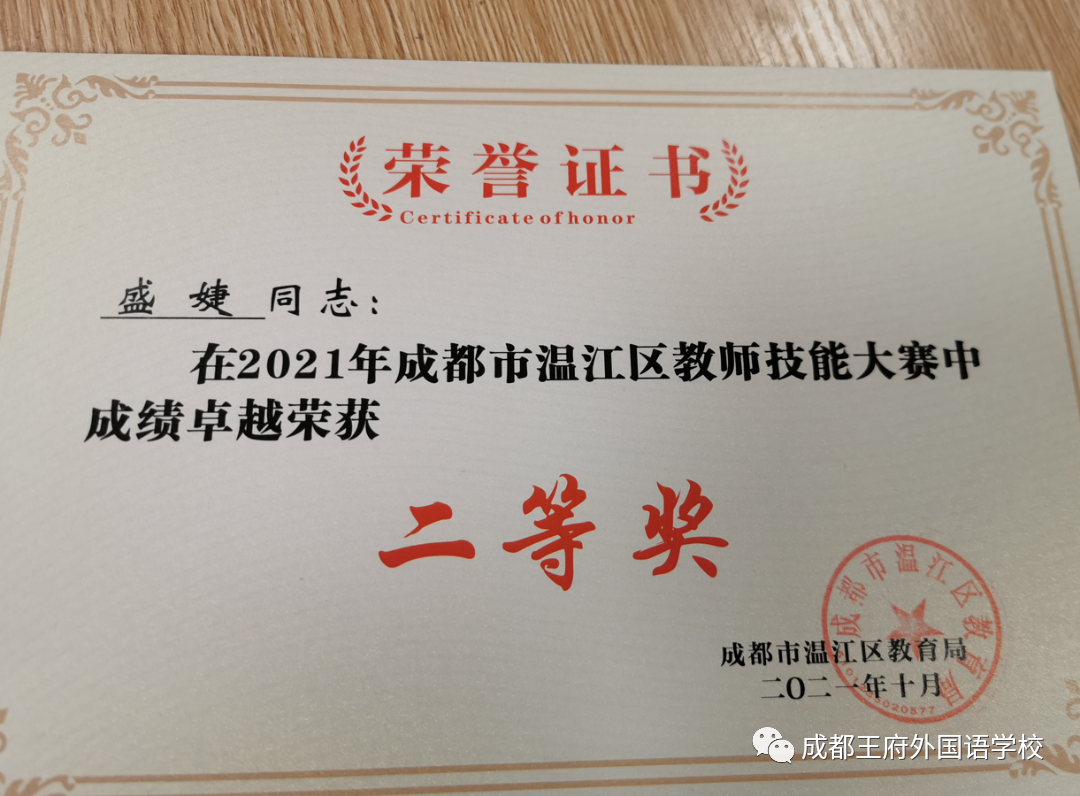 荣誉证书
Certificate of honor
盛婕同志：
在2021年成都市温江区教师技能大赛中
成绩卓越荣获
二等奖
成都市温江区教育局
成都市温江区教育局
二〇二一年十月
成都王府外国语学校